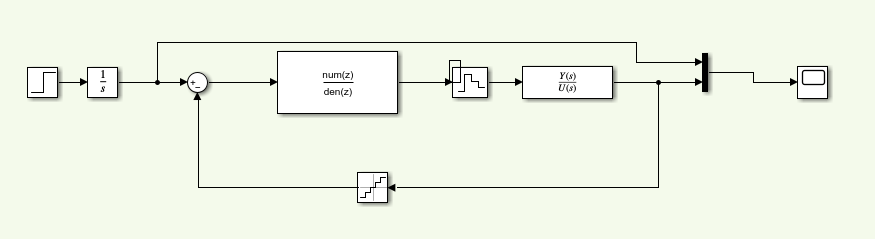 1
s
+
−
num(z)
den(z)
Y(s)
U(s)